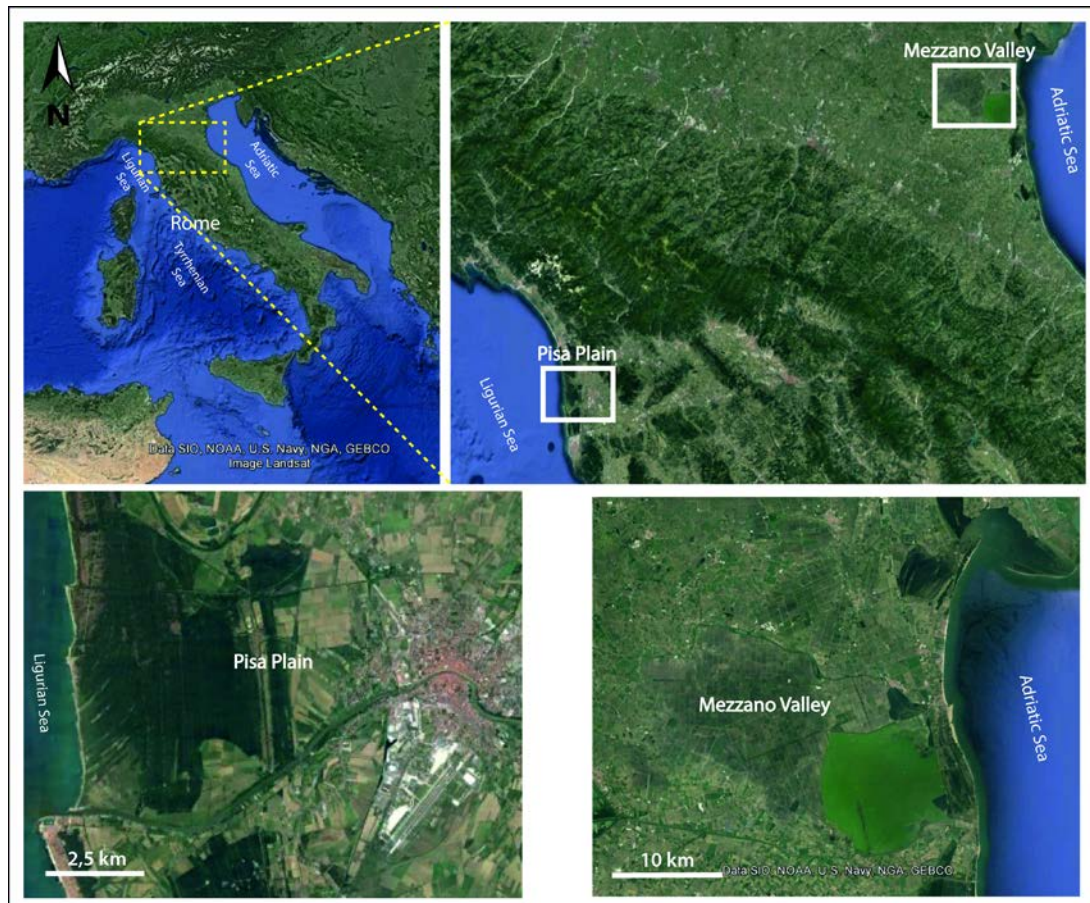 N
Ligurian
Sea
Adriatic
Sea
Rome
Tyrrhenian
Sea
Data SIO, NOAA, U.S. Navy, NGA, GEBCO
Image Landsat
Mezzano Valley
Adriatic Sea
Pisa Plain
Ligurian Sea
Ligurian Sea
Pisa Plain
2,5 km
Mezzano Valley
Adriatic Sea
10 km
Data SIO, NOAA, U.S. Navy, NGA, GEBCO